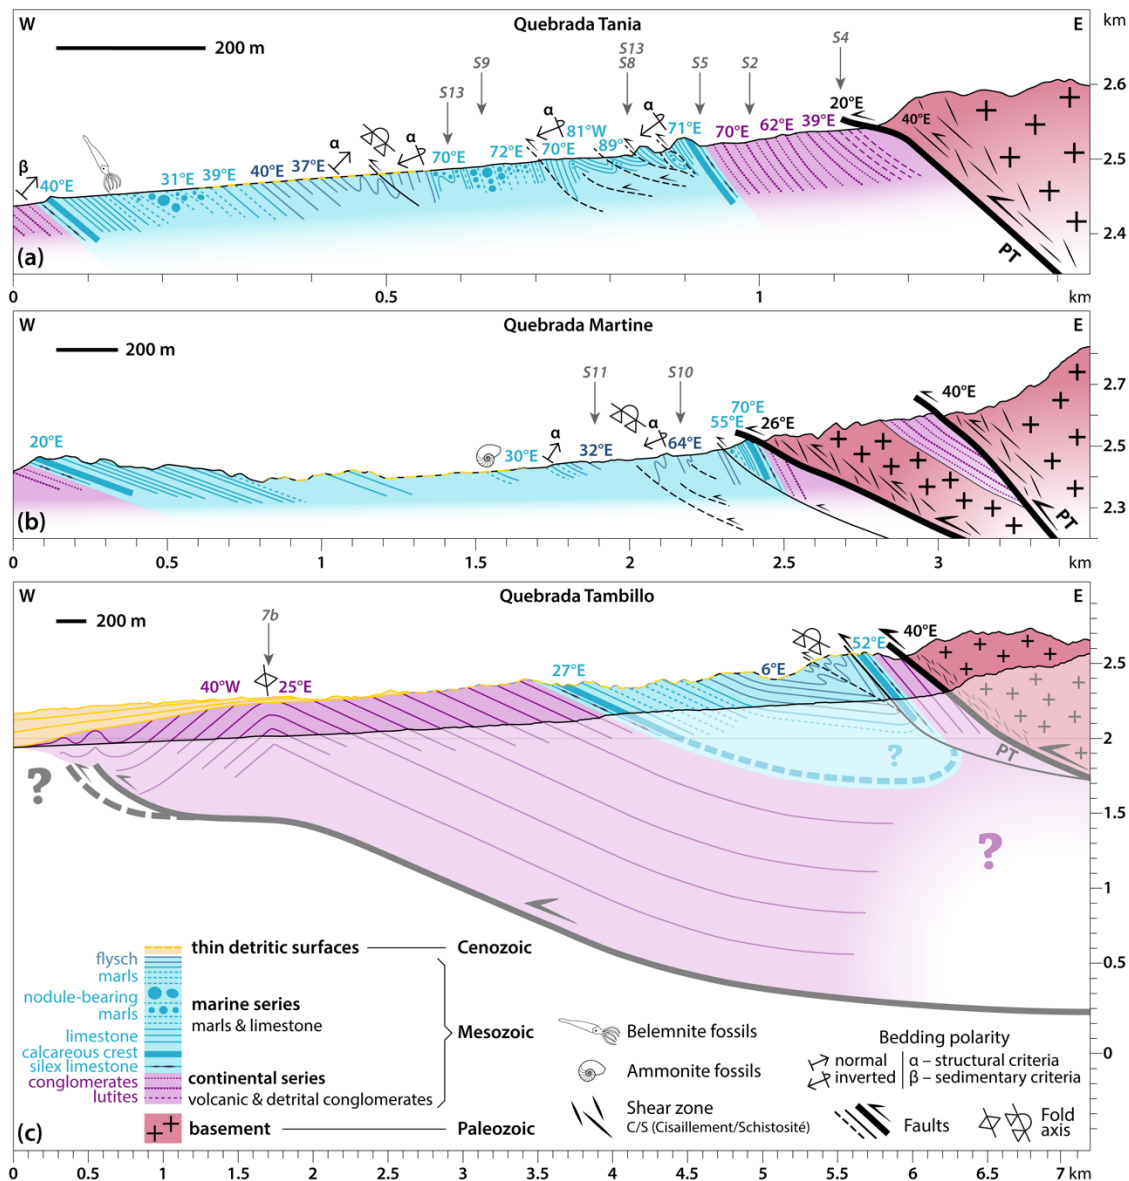 W
Quebrada Tania
E
km
200 m
S13
S9
S8
S5
S2
S4
S13
2.6
20°E
40°E
α
81°W
α
71°E
70°E
62°E
39°E
α
α
70°E
72°E
70°E
89°
2.5
β
40°E
31°E
39°E
40°E
37°E
2.4
PT
(a)
0
0.5
1
km
W
Quebrada Martine
E
200 m
S11
S10
2.7
40°E
α
α
70°E
55°E
26°E
20°E
30°E
32°E
64°E
2.5
2.3
PT
(b)
0
0.5
1
1.5
2
2.5
3
km
W
Quebrada Tambillo
E
200 m
7b
40°E
52°E
2.5
40°W
25°E
27°E
6°E
2
?
PT
?
1.5
?
1
thin detritic surfaces
Cenozoic
flysch
marls
nodule-bearing
marls
marine series
marls & limestone
Mesozoic
limestone
calcareous crest
silex limestone
conglomerates
continental series
lutites
volcanic & detrital conglomerates
basement
Paleozoic
0.5
Belemnite fossils
Ammonite fossils
Shear zone
C/S (Cisaillement/Schistosité)
Bedding polarity
normal
α – structural criteria
inverted
β – sedimentary criteria
Faults
Fold
axis
0
(c)
0
0.5
1
1.5
2
2.5
3
3.5
4
4.5
5
5.5
6
6.5
7 km